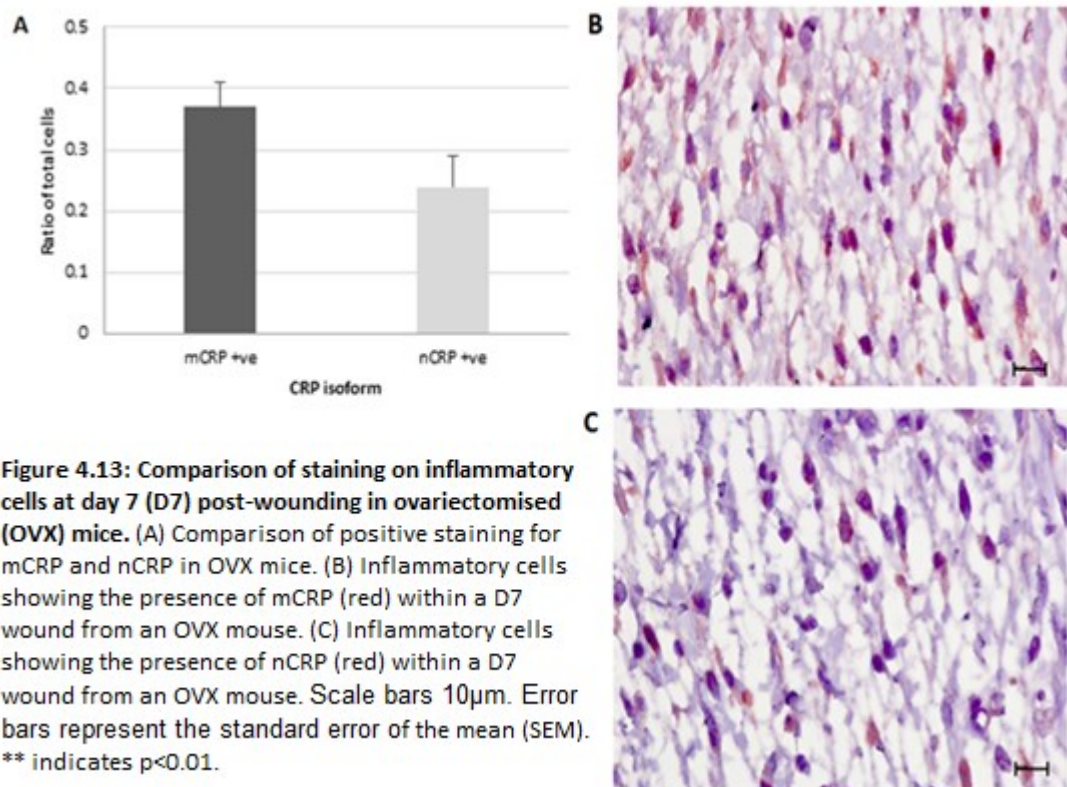 A
0.5
0.4
0.3
0.2
0.1
0
Ratio of total cells
mCRP +ve
nCRP +ve
CRP isoform
B
C
Figure 4.13: Comparison of staining on inflammatory
cells at day 7 (D7) post-wounding in ovariectomised
(OVX) mice. (A) Comparison of positive staining for
mCRP and nCRP in OVX mice. (B) Inflammatory cells
showing the presence of mCRP (red) within a D7
wound from an OVX mouse. (C) Inflammatory cells
showing the presence of nCRP (red) within a D7
wound from an OVX mouse. Scale bars 10µm. Error
bars represent the standard error of the mean (SEM).
** indicates p<0.01.